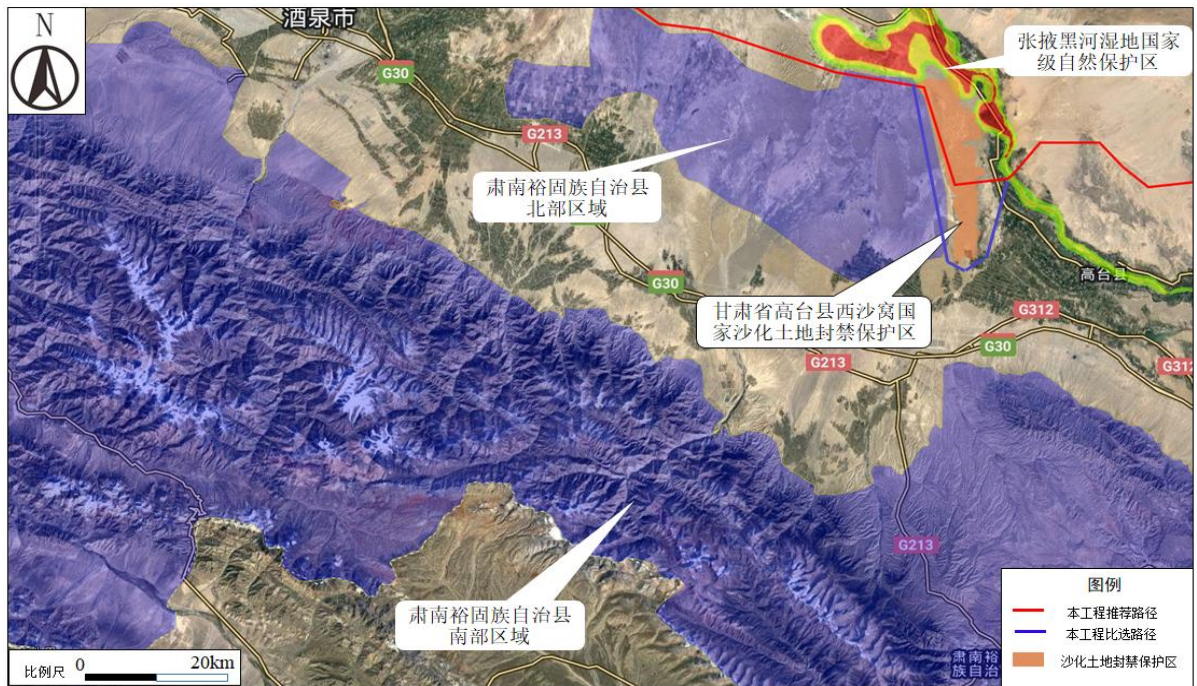 N
酒泉市
G30
G213
张掖黑河湿地国家
级自然保护区
肃南裕固族自治县
北部区域
G30
高台县
甘肃省高台县西沙窝国
家沙化土地封禁保护区
G312
G30
G213
G312
G213
肃南裕固族自治县
南部区域
肃南裕
族自治
图例
本工程推荐路径
本工程比选路径
沙化土地封禁保护区
比例尺 0 20km